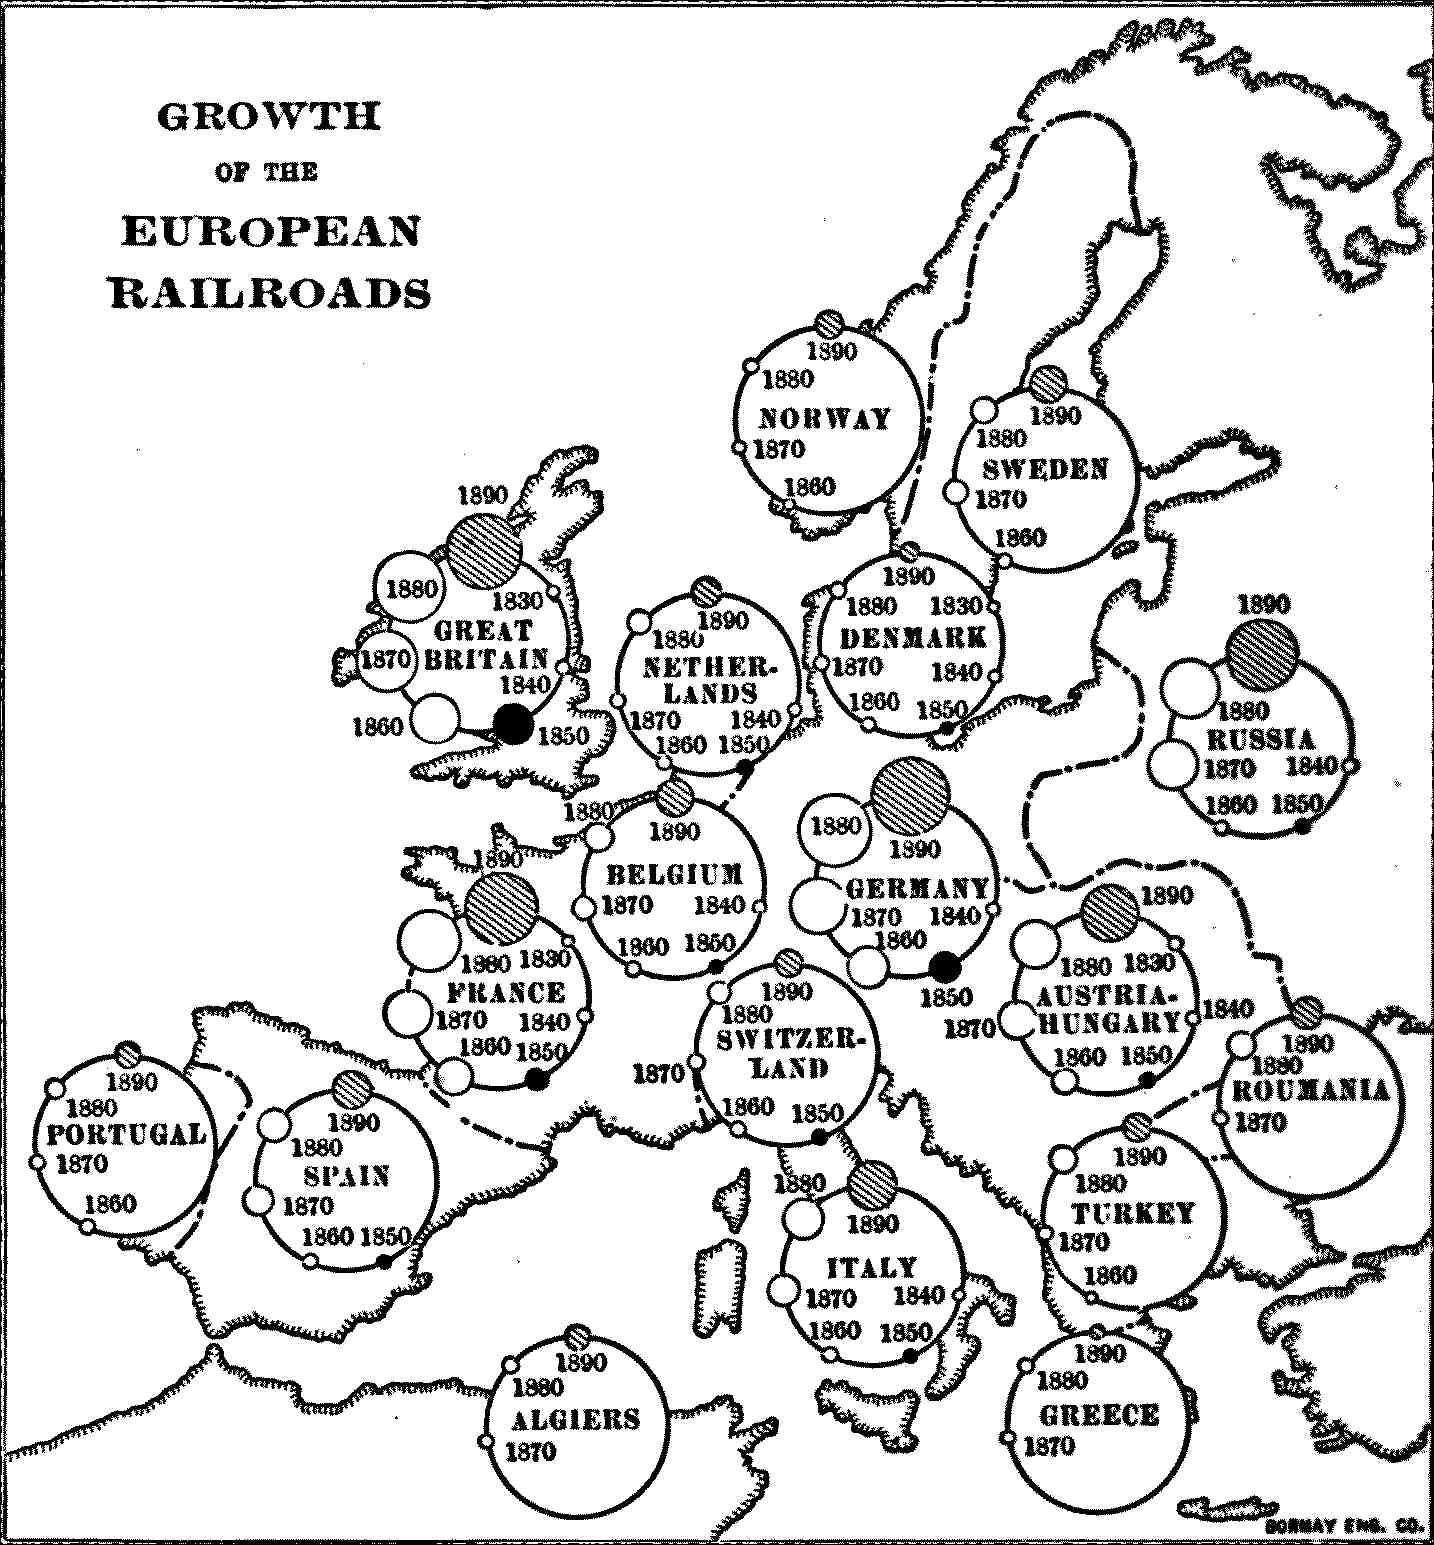 GROWTH
OF THE
EUROPEAN
RAILROADS
1890
1880
NORWAY
1870
1860
1890
1880
SWEDEN
1870
1860
1890
1880
1830
GREAT
1870 BRITAIN
1840
1860
1850
1890
1880
NETHER-
LANDS
1870 1840
1860 1850
1890
1880 1830
DENMARK
1870
1840
1860
1850
1890
1880
RUSSIA
1870 1840
1860 1850
1880
1890
BELGIUM
1870 1840
1860 1850
1880
1890
GERMANY
1870 1840
1860
1850
1890
1880 1830
FRANCE
1870 1840
1860 1850
1890
1880 1830
AUSTRIA-
HUNGARY
1840
1870
1860 1850
1890
1880
SWITZER-
LAND
1870
1860 1850
1890
1880
ROUMANIA
1870
1890
1880
PORTUGAL
1870
1860
1890
1880
SPAIN
1870
1860 1850
1890
1880
TURKEY
1870
1860
1880
1890
ITALY
1870 1840
1860 1850
1890
1880
ALGIERS
1870
1890
1880
GREECE
1870
BORMAY ENG. CO.